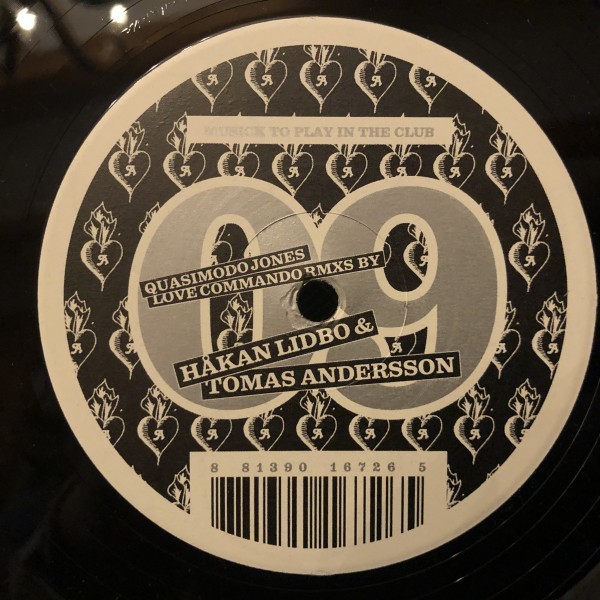 MUSICK TO PLAY IN THE CLUB
09
QUASIMODO JONES
LOVE COMMANDO RMXS BY
HÅKAN LIDBO &
TOMAS ANDERSSON
8 81390 16726 5